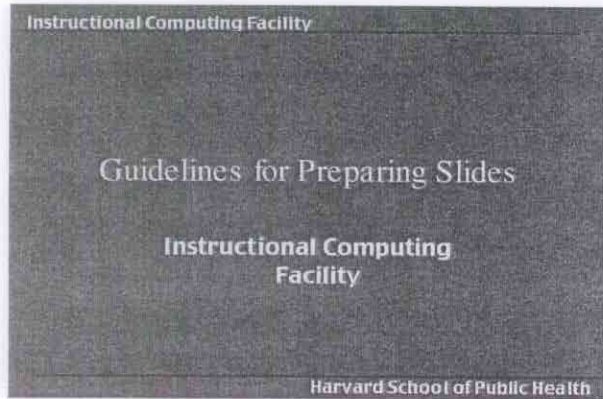 Instructional Computing Facility
Guidelines for Preparing Slides
Instructional Computing
Facility
Harvard School of Public Health